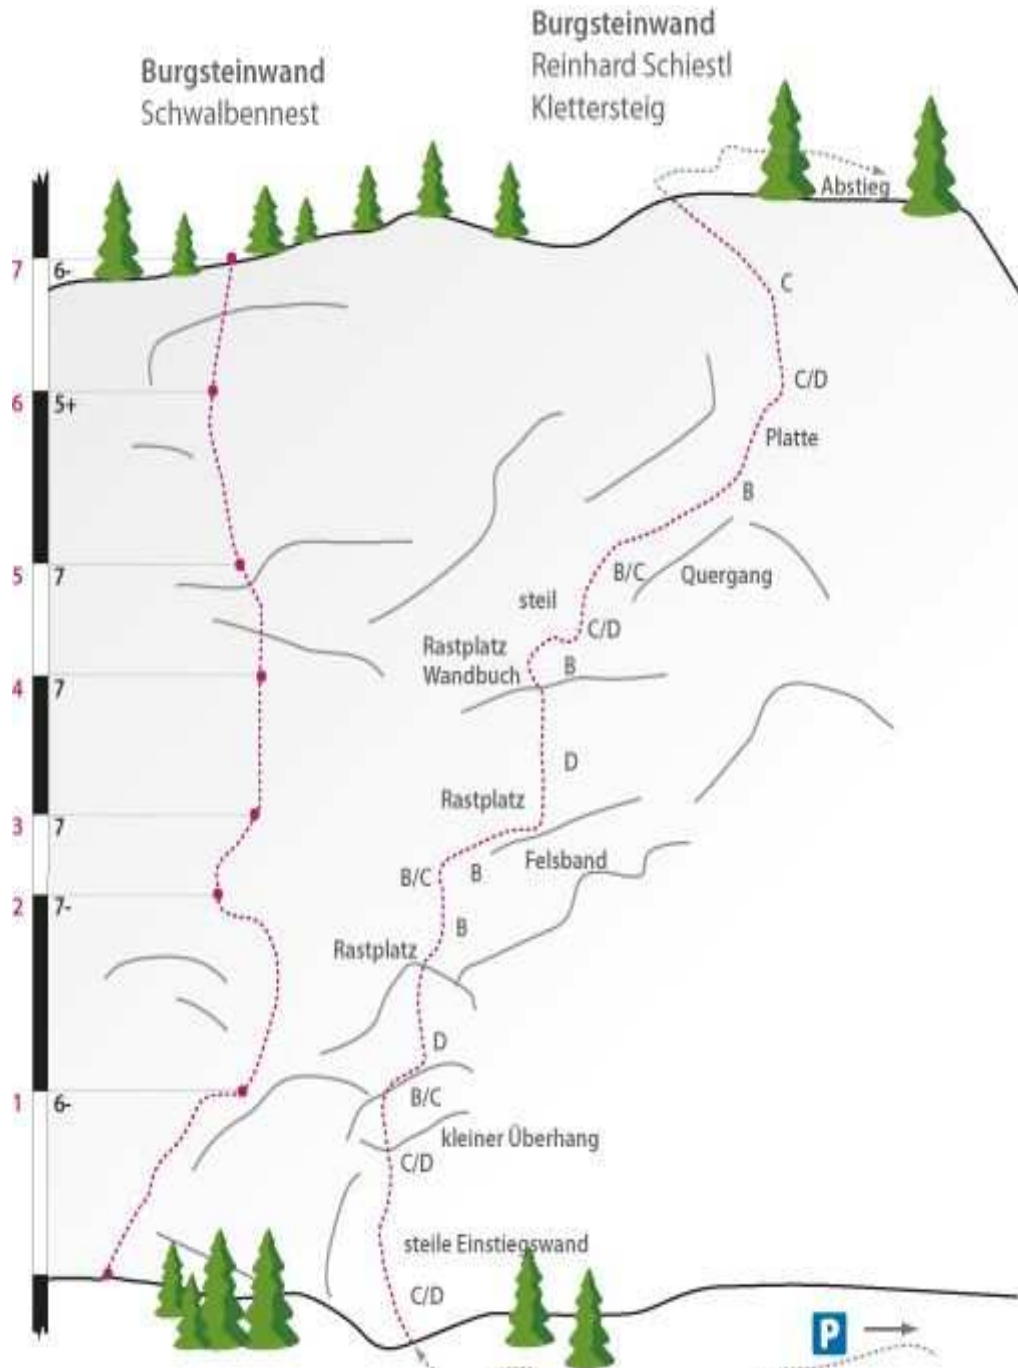 Burgsteinwand
Schwalbennest
Burgsteinwand
Reinhard Schiestl
Klettersteig
Abstieg
7
6-
C
C/D
6
5+
Platte
B
5
7
B/C
Quergang
steil
C/D
Rastplatz
Wandbuch
B
4
7
D
Rastplatz
3
7
Felsband
B/C
B
2
7-
B
Rastplatz
D
1
6-
B/C
kleiner Überhang
C/D
steile Einstiegswand
C/D
P